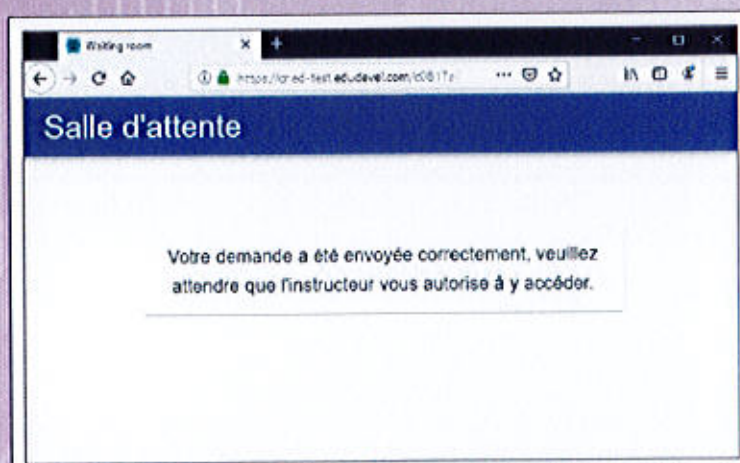 Waiting room
Salle d'attente
Votre demande a été envoyée correctement, veuillez
attendre que l'instructeur vous autorise à y accéder.